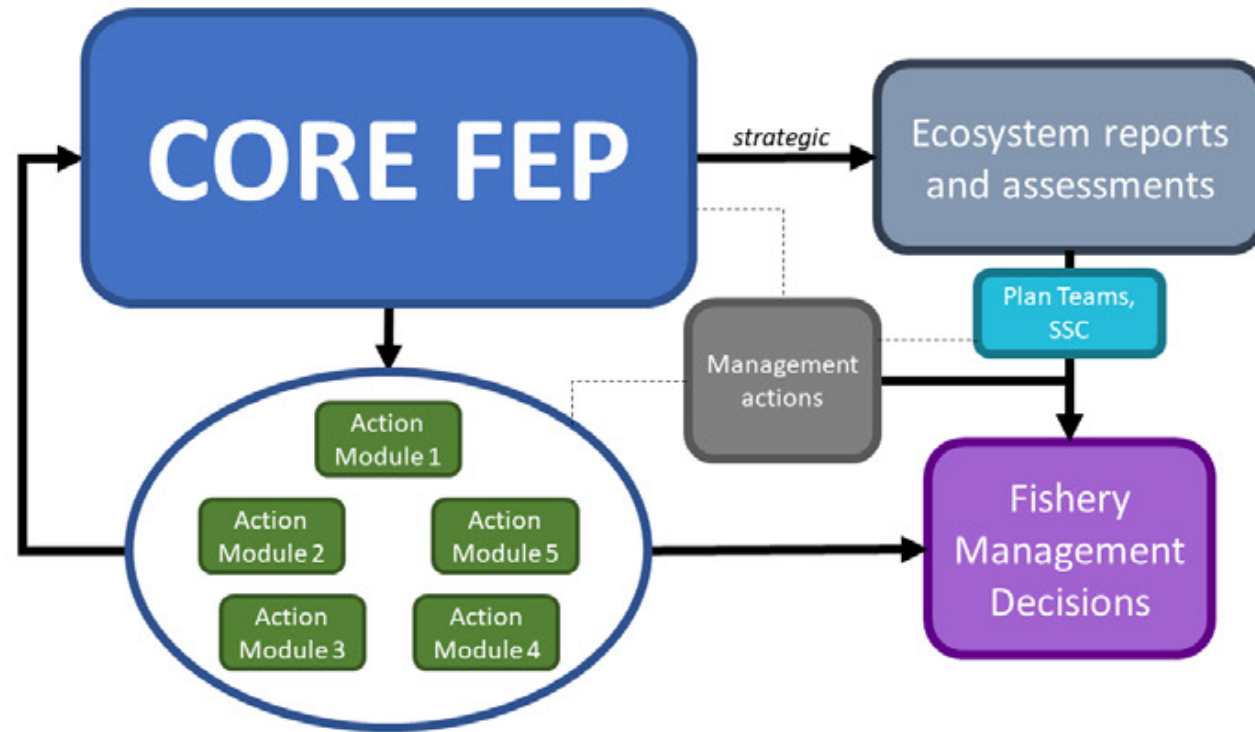 CORE FEP
strategic
Ecosystem reports
and assessments
Plan Teams,
SSC
Management
actions
Action
Module 1
Action
Module 2
Action
Module 5
Action
Module 3
Action
Module 4
Fishery
Management
Decisions